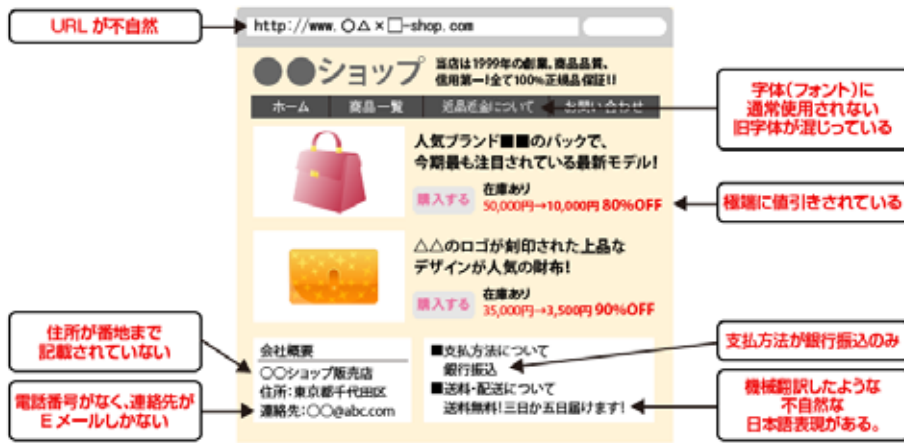 URL が不自然
http://www.○△×□-shop.com
●●ショップ
当店は1999年の創業、商品品質、
信用第一!全て100%正規品保証!!
ホーム 商品一覧 返品返金について お問い合わせ
字体(フォント)に
通常使用されない
旧字体が混じっている
人気ブランド■■のバックで、
今期最も注目されている最新モデル!
購入する
在庫あり
50,000円→10,000円 80%OFF
極端に値引きされている
△△のロゴが刻印された上品な
デザインが人気の財布!
購入する
在庫あり
35,000円→3,500円 90%OFF
住所が番地まで
記載されていない
電話番号がなく、連絡先が
Eメールしかない
会社概要
○○ショップ販売店
住所:東京都千代田区
連絡先:○○@abc.com
■支払方法について
銀行振込
■送料・配送について
送料無料!三日か五日届けます!
支払方法が銀行振込のみ
機械翻訳したような
不自然な
日本語表現がある。